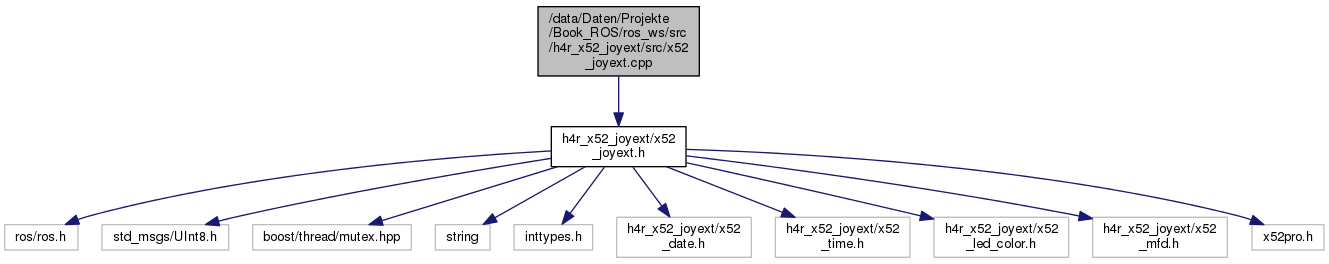 /data/Daten/Projekte
/Book_ROS/ros_ws/src
/h4r_x52_joyext/src/x52
_joyext.cpp
h4r_x52_joyext/x52
_joyext.h
ros/ros.h
std_msgs/UInt8.h
boost/thread/mutex.hpp
string
inttypes.h
h4r_x52_joyext/x52
_date.h
h4r_x52_joyext/x52
_time.h
h4r_x52_joyext/x52
_led_color.h
h4r_x52_joyext/x52
_mfd.h
x52pro.h